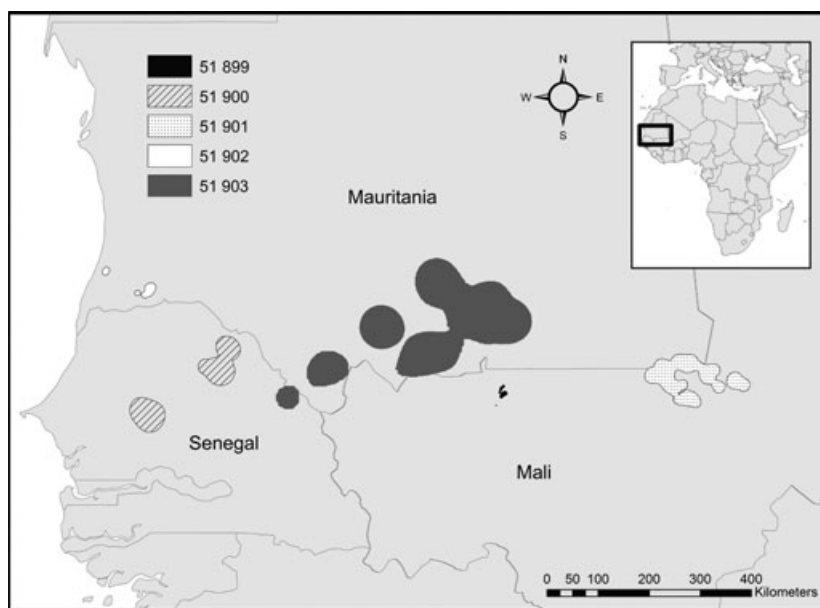 51 899
51 900
51 901
51 902
51 903
N
W E
S
Mauritania
Senegal
Mali
0 50 100 200 300 400
Kilometers